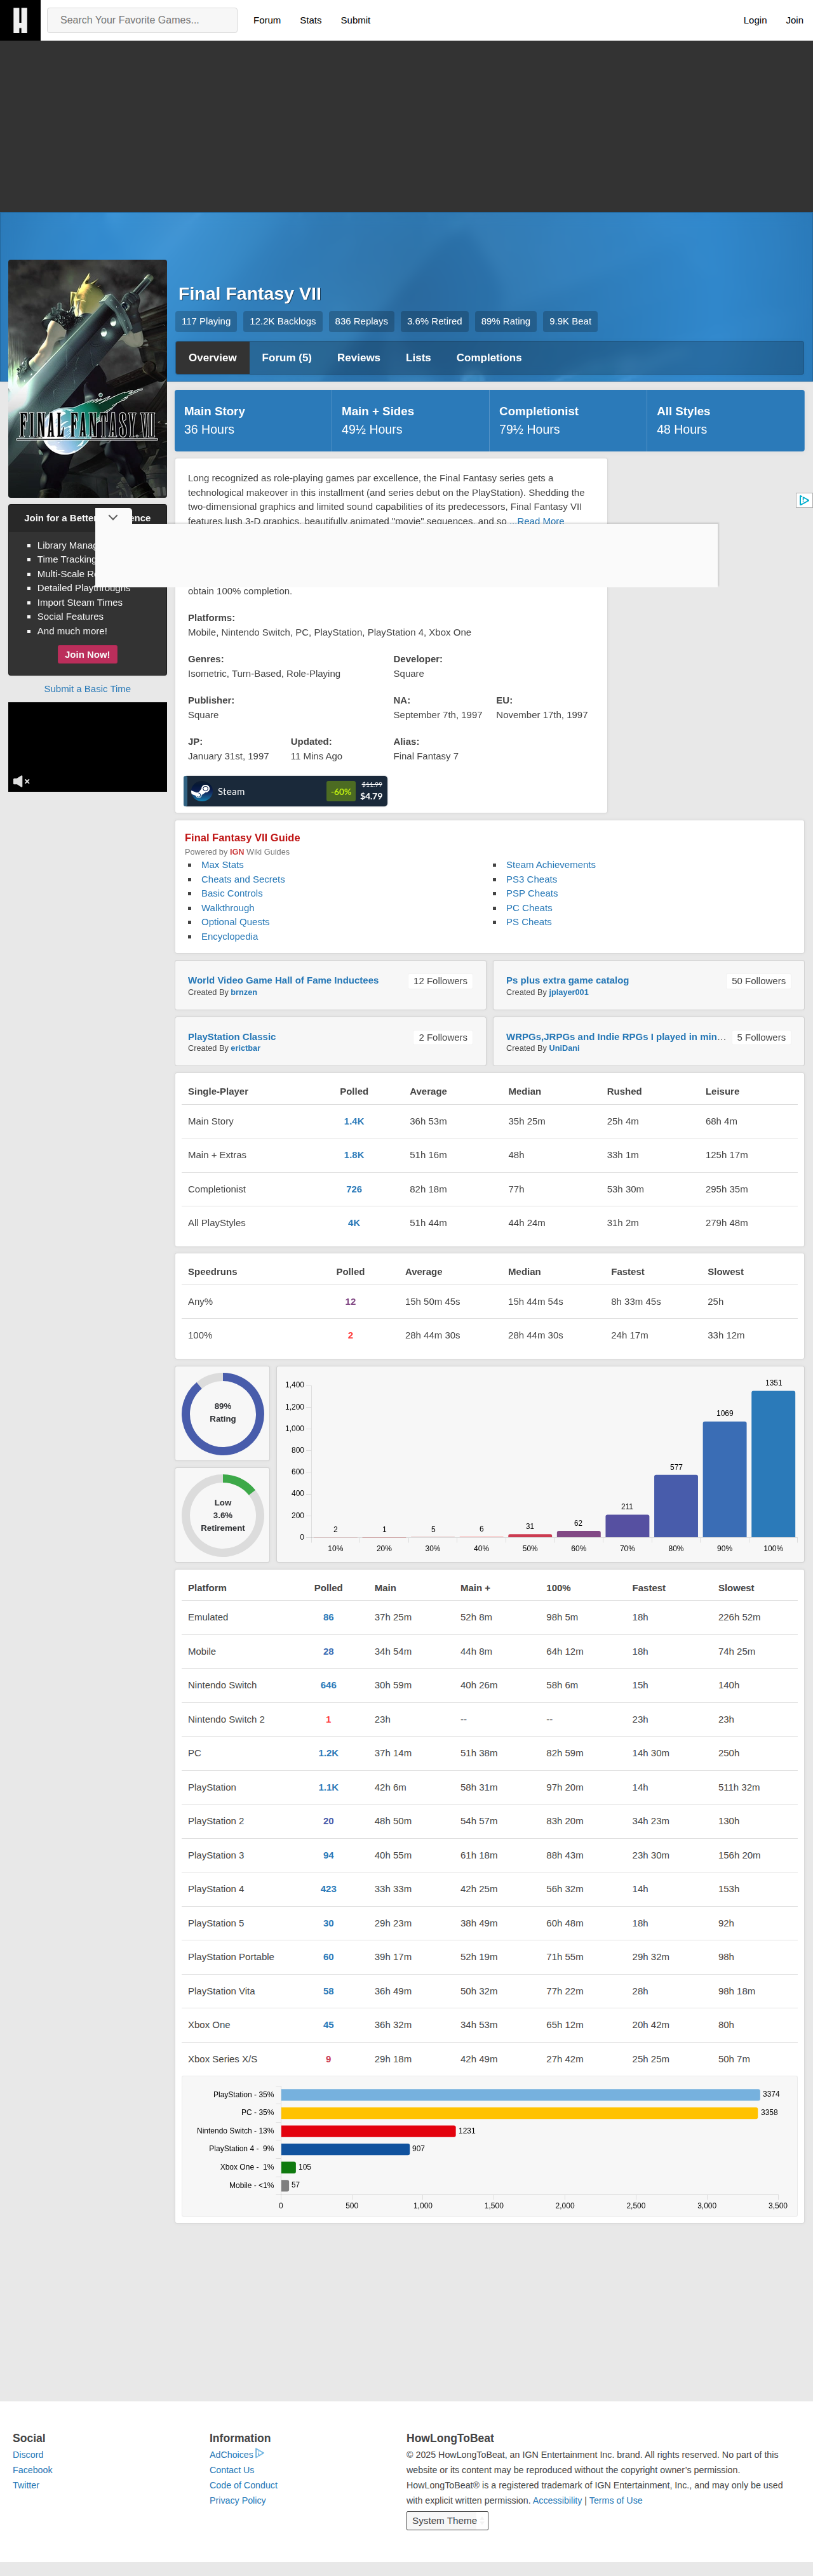 H
Search Your Favorite Games...
Forum
Stats
Submit
Login
Join
FINAL FANTASY VII
Final Fantasy VII
117 Playing
12.2K Backlogs
836 Replays
3.6% Retired
89% Rating
9.9K Beat
Overview
Forum (5)
Reviews
Lists
Completions
Main Story
36 Hours
Main + Sides
49½ Hours
Completionist
79½ Hours
All Styles
48 Hours
Join for a Better
ence
Library Manag
Time Tracking
Multi-Scale Re
Detailed Playthroughs
Import Steam Times
Social Features
And much more!
Join Now!
Submit a Basic Time
Long recognized as role-playing games par excellence, the Final Fantasy series gets a
technological makeover in this installment (and series debut on the PlayStation). Shedding the
two-dimensional graphics and limited sound capabilities of its predecessors, Final Fantasy VII
features lush 3-D graphics, beautifully animated "movie" sequences, and so ...Read More
obtain 100% completion.
Platforms:
Mobile, Nintendo Switch, PC, PlayStation, PlayStation 4, Xbox One
Genres:
Isometric, Turn-Based, Role-Playing
Developer:
Square
Publisher:
Square
NA:
September 7th, 1997
EU:
November 17th, 1997
JP:
January 31st, 1997
Updated:
11 Mins Ago
Alias:
Final Fantasy 7
Steam
-60%
$11.99
$4.79
Final Fantasy VII Guide
Powered by IGN Wiki Guides
Max Stats
Cheats and Secrets
Basic Controls
Walkthrough
Optional Quests
Encyclopedia
Steam Achievements
PS3 Cheats
PSP Cheats
PC Cheats
PS Cheats
World Video Game Hall of Fame Inductees
Created By brnzen
12 Followers
Ps plus extra game catalog
Created By jplayer001
50 Followers
PlayStation Classic
Created By erictbar
2 Followers
WRPGs,JRPGs and Indie RPGs I played in min…
Created By UniDani
5 Followers
Single-Player Polled Average Median Rushed Leisure
Main Story 1.4K 36h 53m 35h 25m 25h 4m 68h 4m
Main + Extras 1.8K 51h 16m 48h 33h 1m 125h 17m
Completionist 726 82h 18m 77h 53h 30m 295h 35m
All PlayStyles 4K 51h 44m 44h 24m 31h 2m 279h 48m
Speedruns Polled Average Median Fastest Slowest
Any% 12 15h 50m 45s 15h 44m 54s 8h 33m 45s 25h
100% 2 28h 44m 30s 28h 44m 30s 24h 17m 33h 12m
89%
Rating
Low
3.6%
Retirement
1,400
1,200
1,000
800
600
400
200
0
2
1
5
6
31
62
211
577
1069
1351
10% 20% 30% 40% 50% 60% 70% 80% 90% 100%
Platform Polled Main Main + 100% Fastest Slowest
Emulated 86 37h 25m 52h 8m 98h 5m 18h 226h 52m
Mobile 28 34h 54m 44h 8m 64h 12m 18h 74h 25m
Nintendo Switch 646 30h 59m 40h 26m 58h 6m 15h 140h
Nintendo Switch 2 1 23h -- -- 23h 23h
PC 1.2K 37h 14m 51h 38m 82h 59m 14h 30m 250h
PlayStation 1.1K 42h 6m 58h 31m 97h 20m 14h 511h 32m
PlayStation 2 20 48h 50m 54h 57m 83h 20m 34h 23m 130h
PlayStation 3 94 40h 55m 61h 18m 88h 43m 23h 30m 156h 20m
PlayStation 4 423 33h 33m 42h 25m 56h 32m 14h 153h
PlayStation 5 30 29h 23m 38h 49m 60h 48m 18h 92h
PlayStation Portable 60 39h 17m 52h 19m 71h 55m 29h 32m 98h
PlayStation Vita 58 36h 49m 50h 32m 77h 22m 28h 98h 18m
Xbox One 45 36h 32m 34h 53m 65h 12m 20h 42m 80h
Xbox Series X/S 9 29h 18m 42h 49m 27h 42m 25h 25m 50h 7m
PlayStation - 35% 3374
PC - 35% 3358
Nintendo Switch - 13% 1231
PlayStation 4 - 9% 907
Xbox One - 1% 105
Mobile - <1% 57
0 500 1,000 1,500 2,000 2,500 3,000 3,500
Social
Discord
Facebook
Twitter
Information
AdChoices
Contact Us
Code of Conduct
Privacy Policy
HowLongToBeat
© 2025 HowLongToBeat, an IGN Entertainment Inc. brand. All rights reserved. No part of this
website or its content may be reproduced without the copyright owner's permission.
HowLongToBeat® is a registered trademark of IGN Entertainment, Inc., and may only be used
with explicit written permission. Accessibility | Terms of Use
System Theme